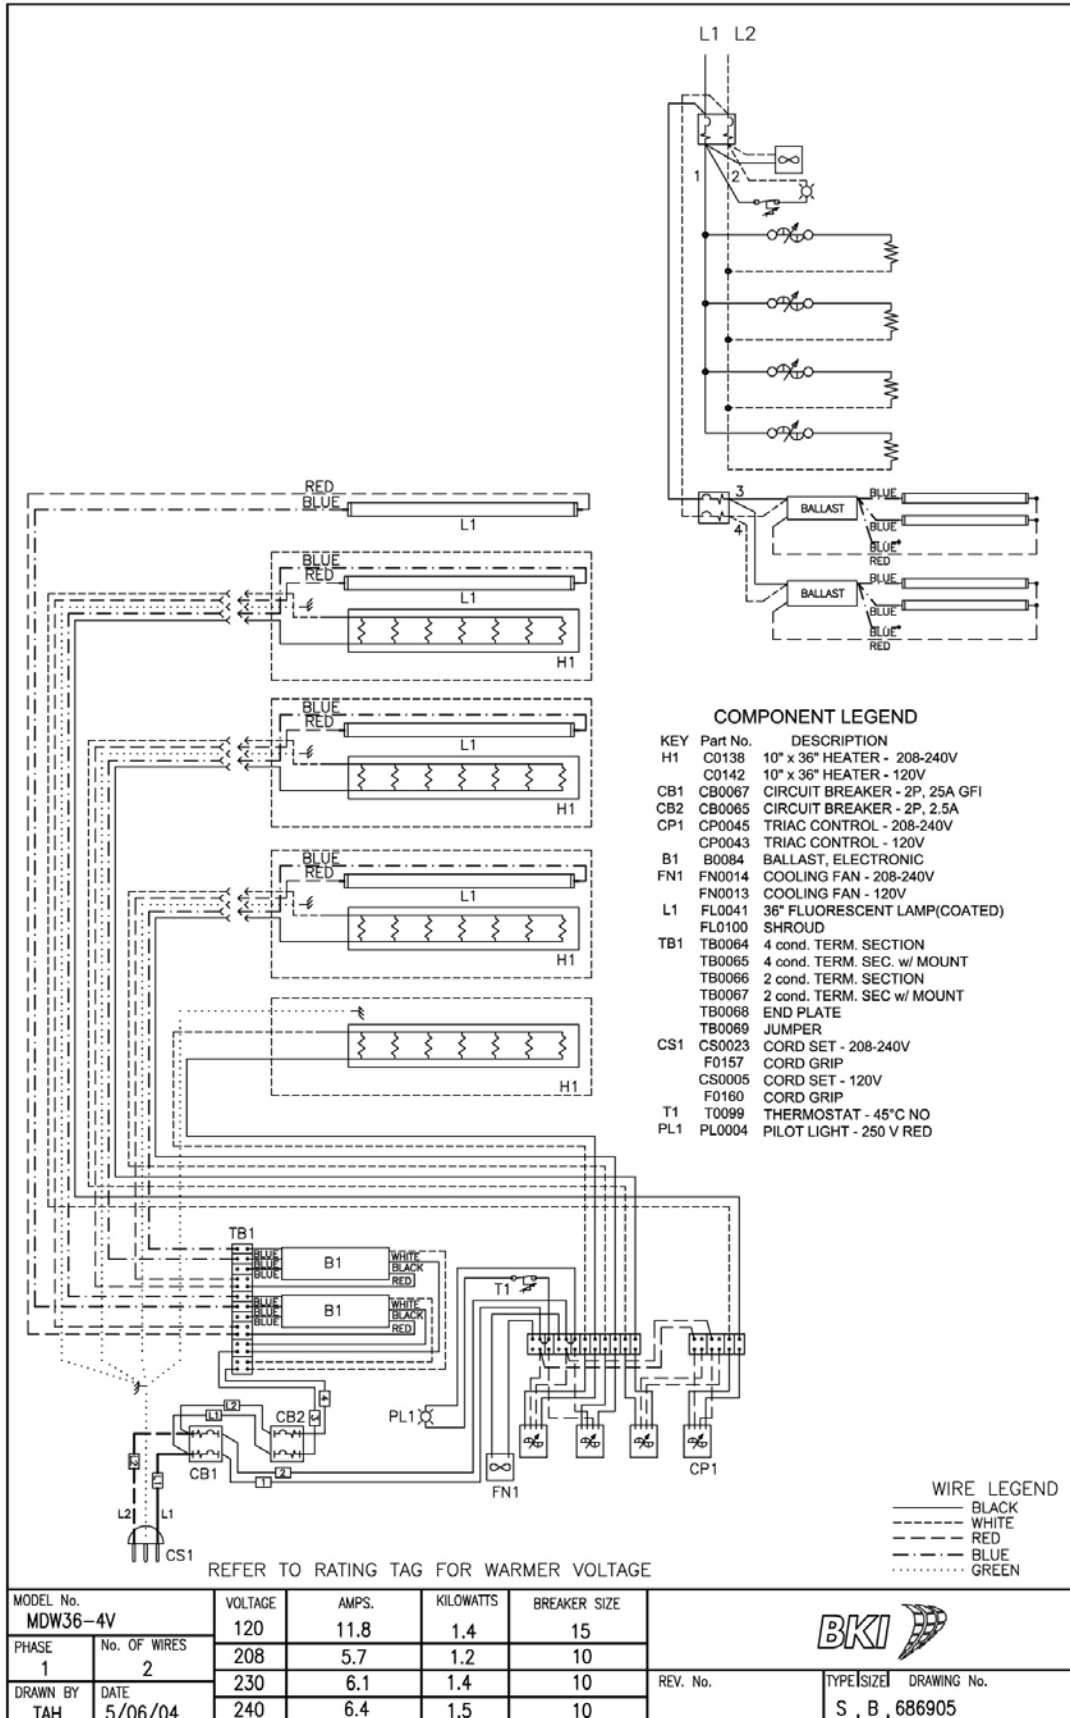 L1 L2
1 2
3
4
BALLAST
BLUE
BLUE
BLUE
RED
BALLAST
BLUE
BLUE
BLUE
RED
RED
BLUE
L1
BLUE
RED
L1
H1
BLUE
RED
L1
H1
BLUE
RED
L1
H1
H1
COMPONENT LEGEND
KEY Part No. DESCRIPTION
H1 C0138 10" x 36" HEATER - 208-240V
C0142 10" x 36" HEATER - 120V
CB1 CB0067 CIRCUIT BREAKER - 2P, 25A GFI
CB2 CB0065 CIRCUIT BREAKER - 2P, 2.5A
CP1 CP0045 TRIAC CONTROL - 208-240V
CP0043 TRIAC CONTROL - 120V
B1 B0084 BALLAST, ELECTRONIC
FN1 FN0014 COOLING FAN - 208-240V
FN0013 COOLING FAN - 120V
L1 FL0041 36" FLUORESCENT LAMP(COATED)
FL0100 SHROUD
TB1 TB0064 4 cond. TERM. SECTION
TB0065 4 cond. TERM. SEC. w/ MOUNT
TB0066 2 cond. TERM. SECTION
TB0067 2 cond. TERM. SEC w/ MOUNT
TB0068 END PLATE
TB0069 JUMPER
CS1 CS0023 CORD SET - 208-240V
F0157 CORD GRIP
CS0005 CORD SET - 120V
F0160 CORD GRIP
T1 T0099 THERMOSTAT - 45°C NO
PL1 PL0004 PILOT LIGHT - 250 V RED
TB1
BLUE
BLUE
BLUE
B1
WHITE
BLACK
RED
BLUE
BLUE
BLUE
B1
WHITE
BLACK
RED
T1
4
3
L2
L1
CB2
PL1
CB1
2
1
FN1
CP1
L2
L1
L2 L1
CS1
WIRE LEGEND
BLACK
WHITE
RED
BLUE
GREEN
REFER TO RATING TAG FOR WARMER VOLTAGE
MODEL No.
MDW36-4V
PHASE
1
No. OF WIRES
2
DRAWN BY
TAH
DATE
5/06/04
VOLTAGE AMPS. KILOWATTS BREAKER SIZE
120 11.8 1.4 15
208 5.7 1.2 10
230 6.1 1.4 10
240 6.4 1.5 10
BKI
REV. No.
TYPE SIZE DRAWING No.
S , B , 686905